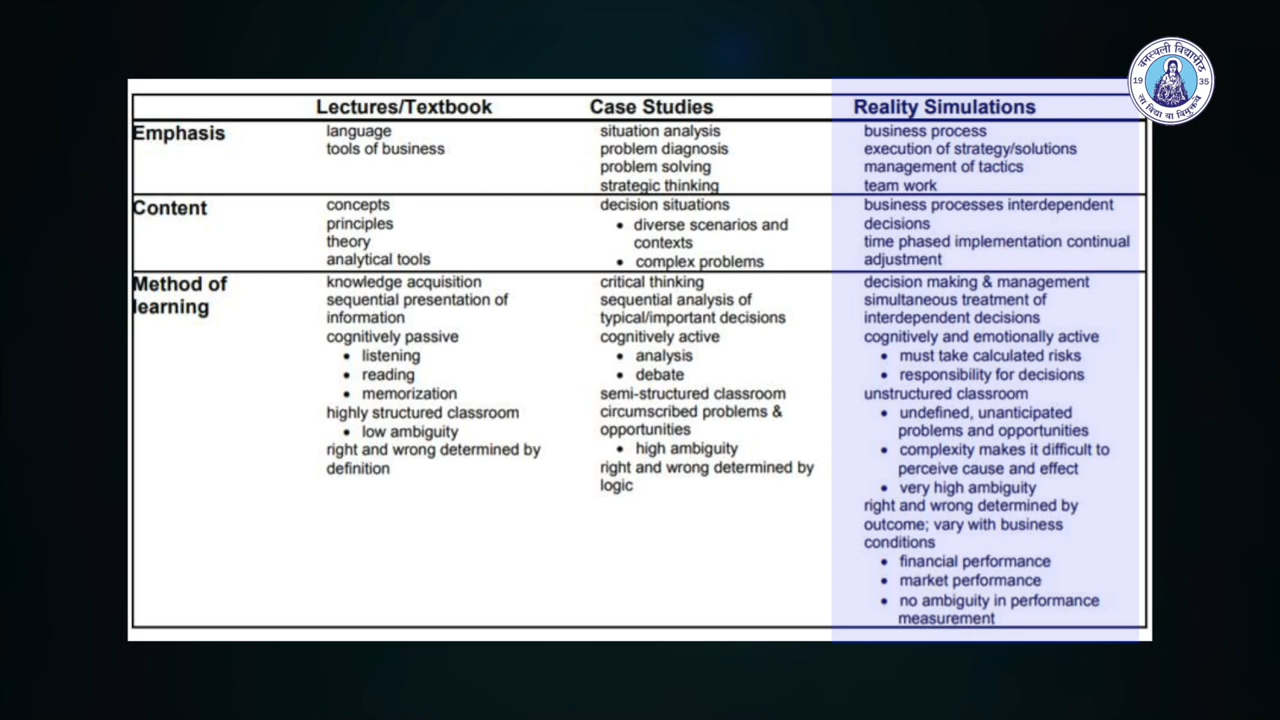 Lectures/Textbook
Case Studies
Reality Simulations
Emphasis
language
tools of business
situation analysis
problem diagnosis
problem solving
strategic thinking
business process
execution of strategy/solutions
management of tactics
team work
Content
concepts
principles
theory
analytical tools
decision situations
• diverse scenarios and
contexts
• complex problems
business processes interdependent
decisions
time phased implementation continual
adjustment
Method of
learning
knowledge acquisition
sequential presentation of
information
cognitively passive
• listening
• reading
• memorization
highly structured classroom
• low ambiguity
right and wrong determined by
definition
critical thinking
sequential analysis of
typical/important decisions
cognitively active
• analysis
• debate
semi-structured classroom
circumscribed problems &
opportunities
• high ambiguity
right and wrong determined by
logic
decision making & management
simultaneous treatment of
interdependent decisions
cognitively and emotionally active
• must take calculated risks
• responsibility for decisions
unstructured classroom
• undefined, unanticipated
problems and opportunities
• complexity makes it difficult to
perceive cause and effect
• very high ambiguity
right and wrong determined by
outcome; vary with business
conditions
• financial performance
• market performance
• no ambiguity in performance
measurement
वनस्थली विद्यापीठ
19 35
सा विद्या या विमुक्तये